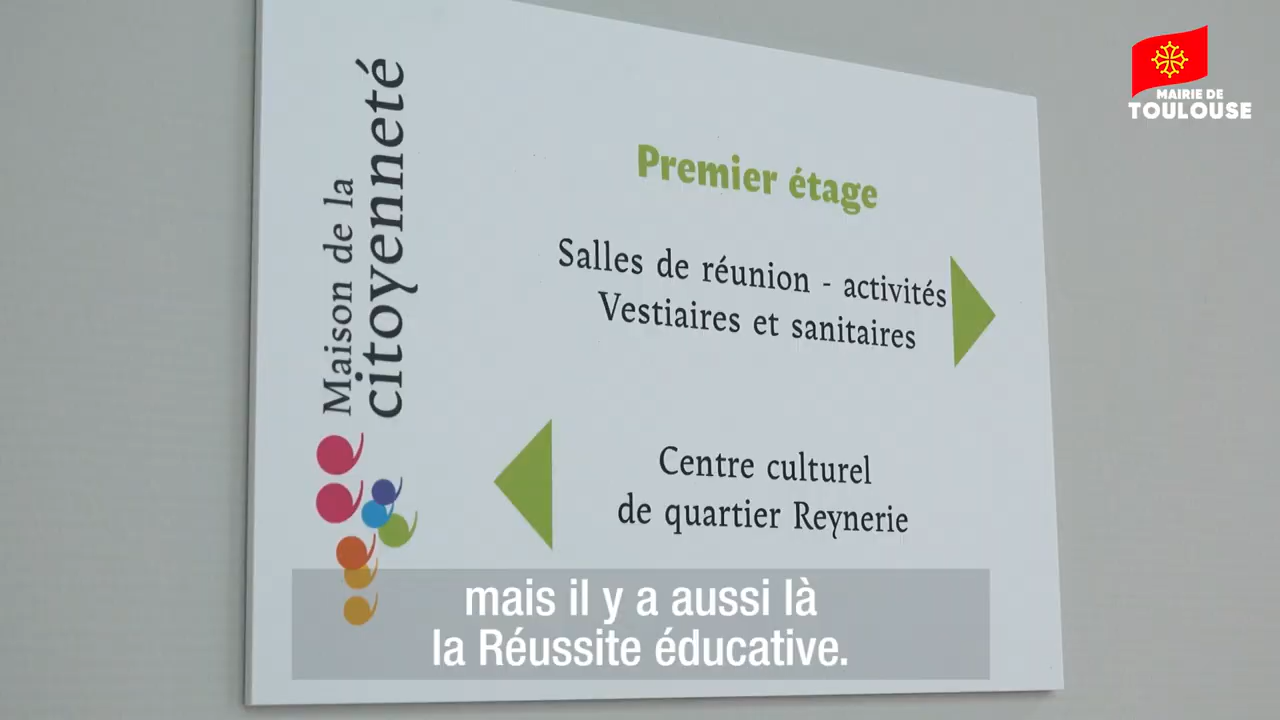 MAIRIE DE
TOULOUSE
Maison de la
citoyenneté
Premier étage
Salles de réunion - activités
Vestiaires et sanitaires
Centre culturel
de quartier Reynerie
mais il y a aussi là
la Réussite éducative.